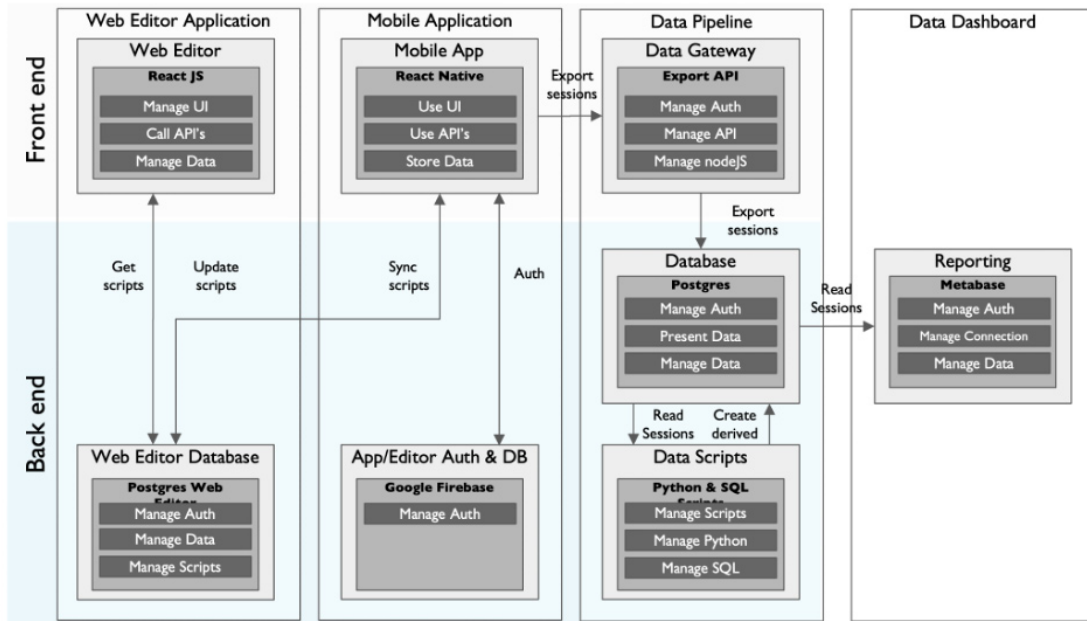 Web Editor Application
Mobile Application
Data Pipeline
Data Dashboard
Front end
Web Editor
React JS
Manage UI
Call API's
Manage Data
Mobile App
React Native
Use UI
Use API's
Store Data
Export
sessions
Data Gateway
Export API
Manage Auth
Manage API
Manage nodeJS
Export
sessions
Back end
Get
scripts
Update
scripts
Sync
scripts
Auth
Database
Postgres
Manage Auth
Present Data
Manage Data
Read
Sessions
Reporting
Metabase
Manage Auth
Manage Connection
Manage Data
Read
Sessions
Create
derived
Web Editor Database
Postgres Web
Editor
Manage Auth
Manage Data
Manage Scripts
App/Editor Auth & DB
Google Firebase
Manage Auth
Data Scripts
Python & SQL
Scripts
Manage Scripts
Manage Python
Manage SQL